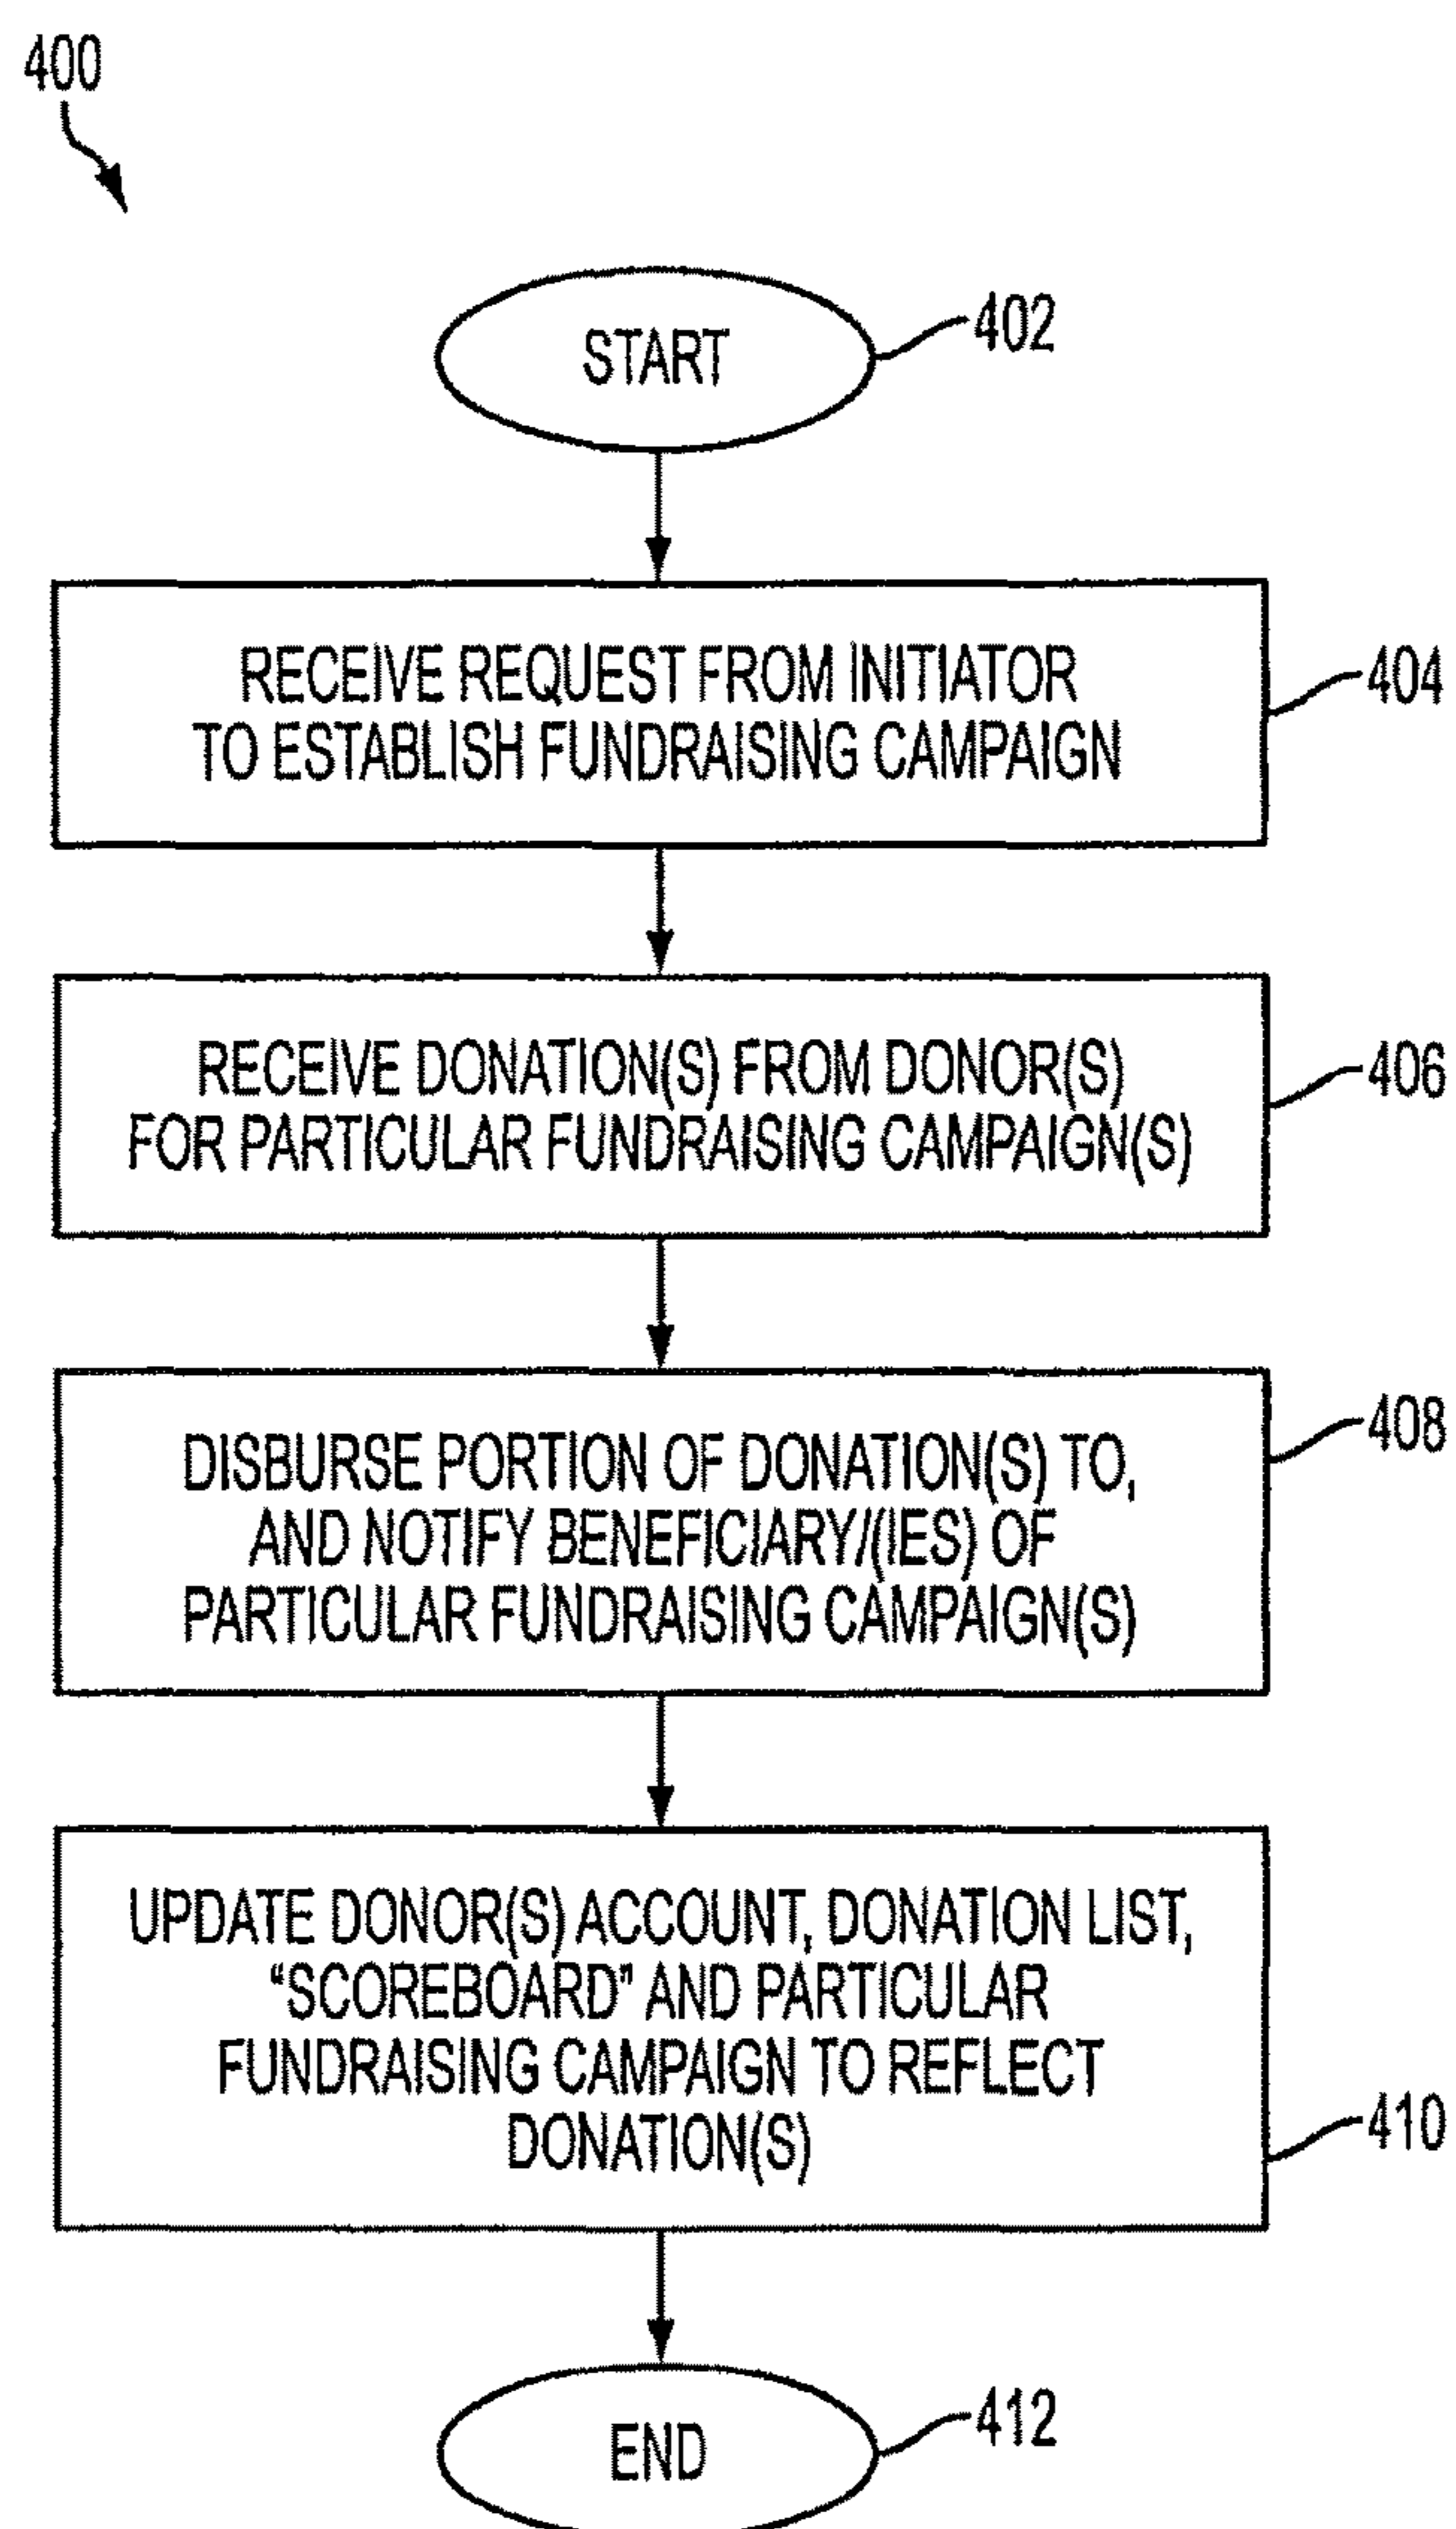 400
START
402
RECEIVE REQUEST FROM INITIATOR
TO ESTABLISH FUNDRAISING CAMPAIGN
404
RECEIVE DONATION(S) FROM DONOR(S)
FOR PARTICULAR FUNDRAISING CAMPAIGN(S)
406
DISBURSE PORTION OF DONATION(S) TO,
AND NOTIFY BENEFICIARY/(IES) OF
PARTICULAR FUNDRAISING CAMPAIGN(S)
408
UPDATE DONOR(S) ACCOUNT, DONATION LIST,
“SCOREBOARD” AND PARTICULAR
FUNDRAISING CAMPAIGN TO REFLECT
DONATION(S)
410
END
412